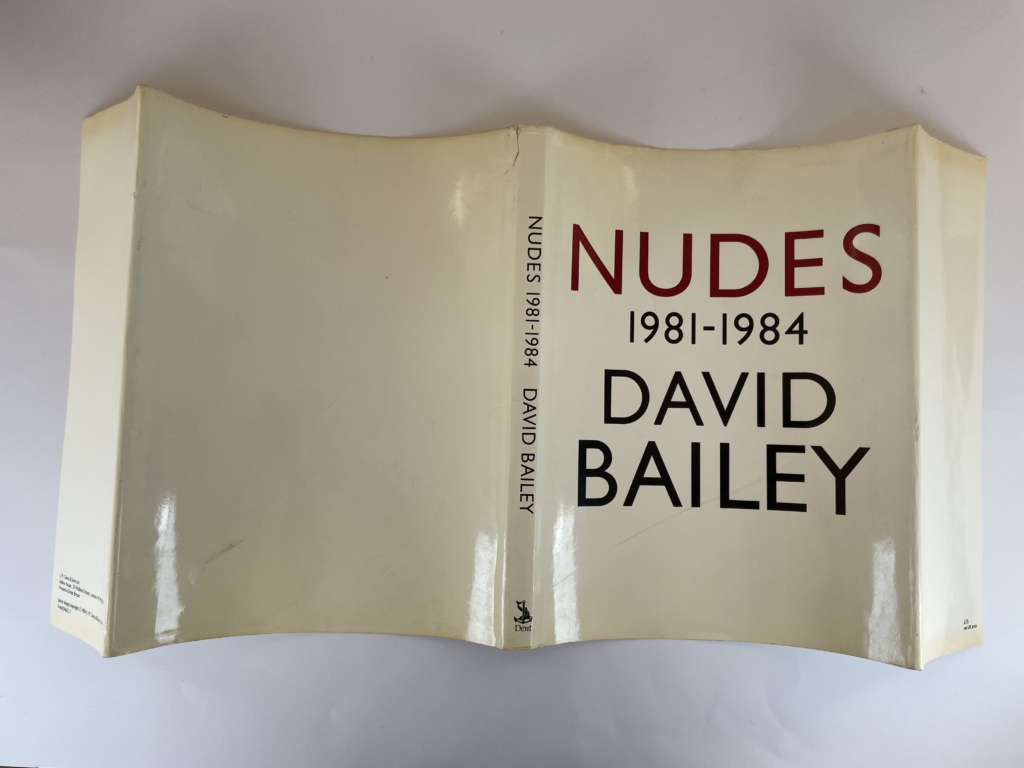 NUDES
1981-1984
DAVID
BAILEY
NUDES 1981-1984 DAVID BAILEY
Dent